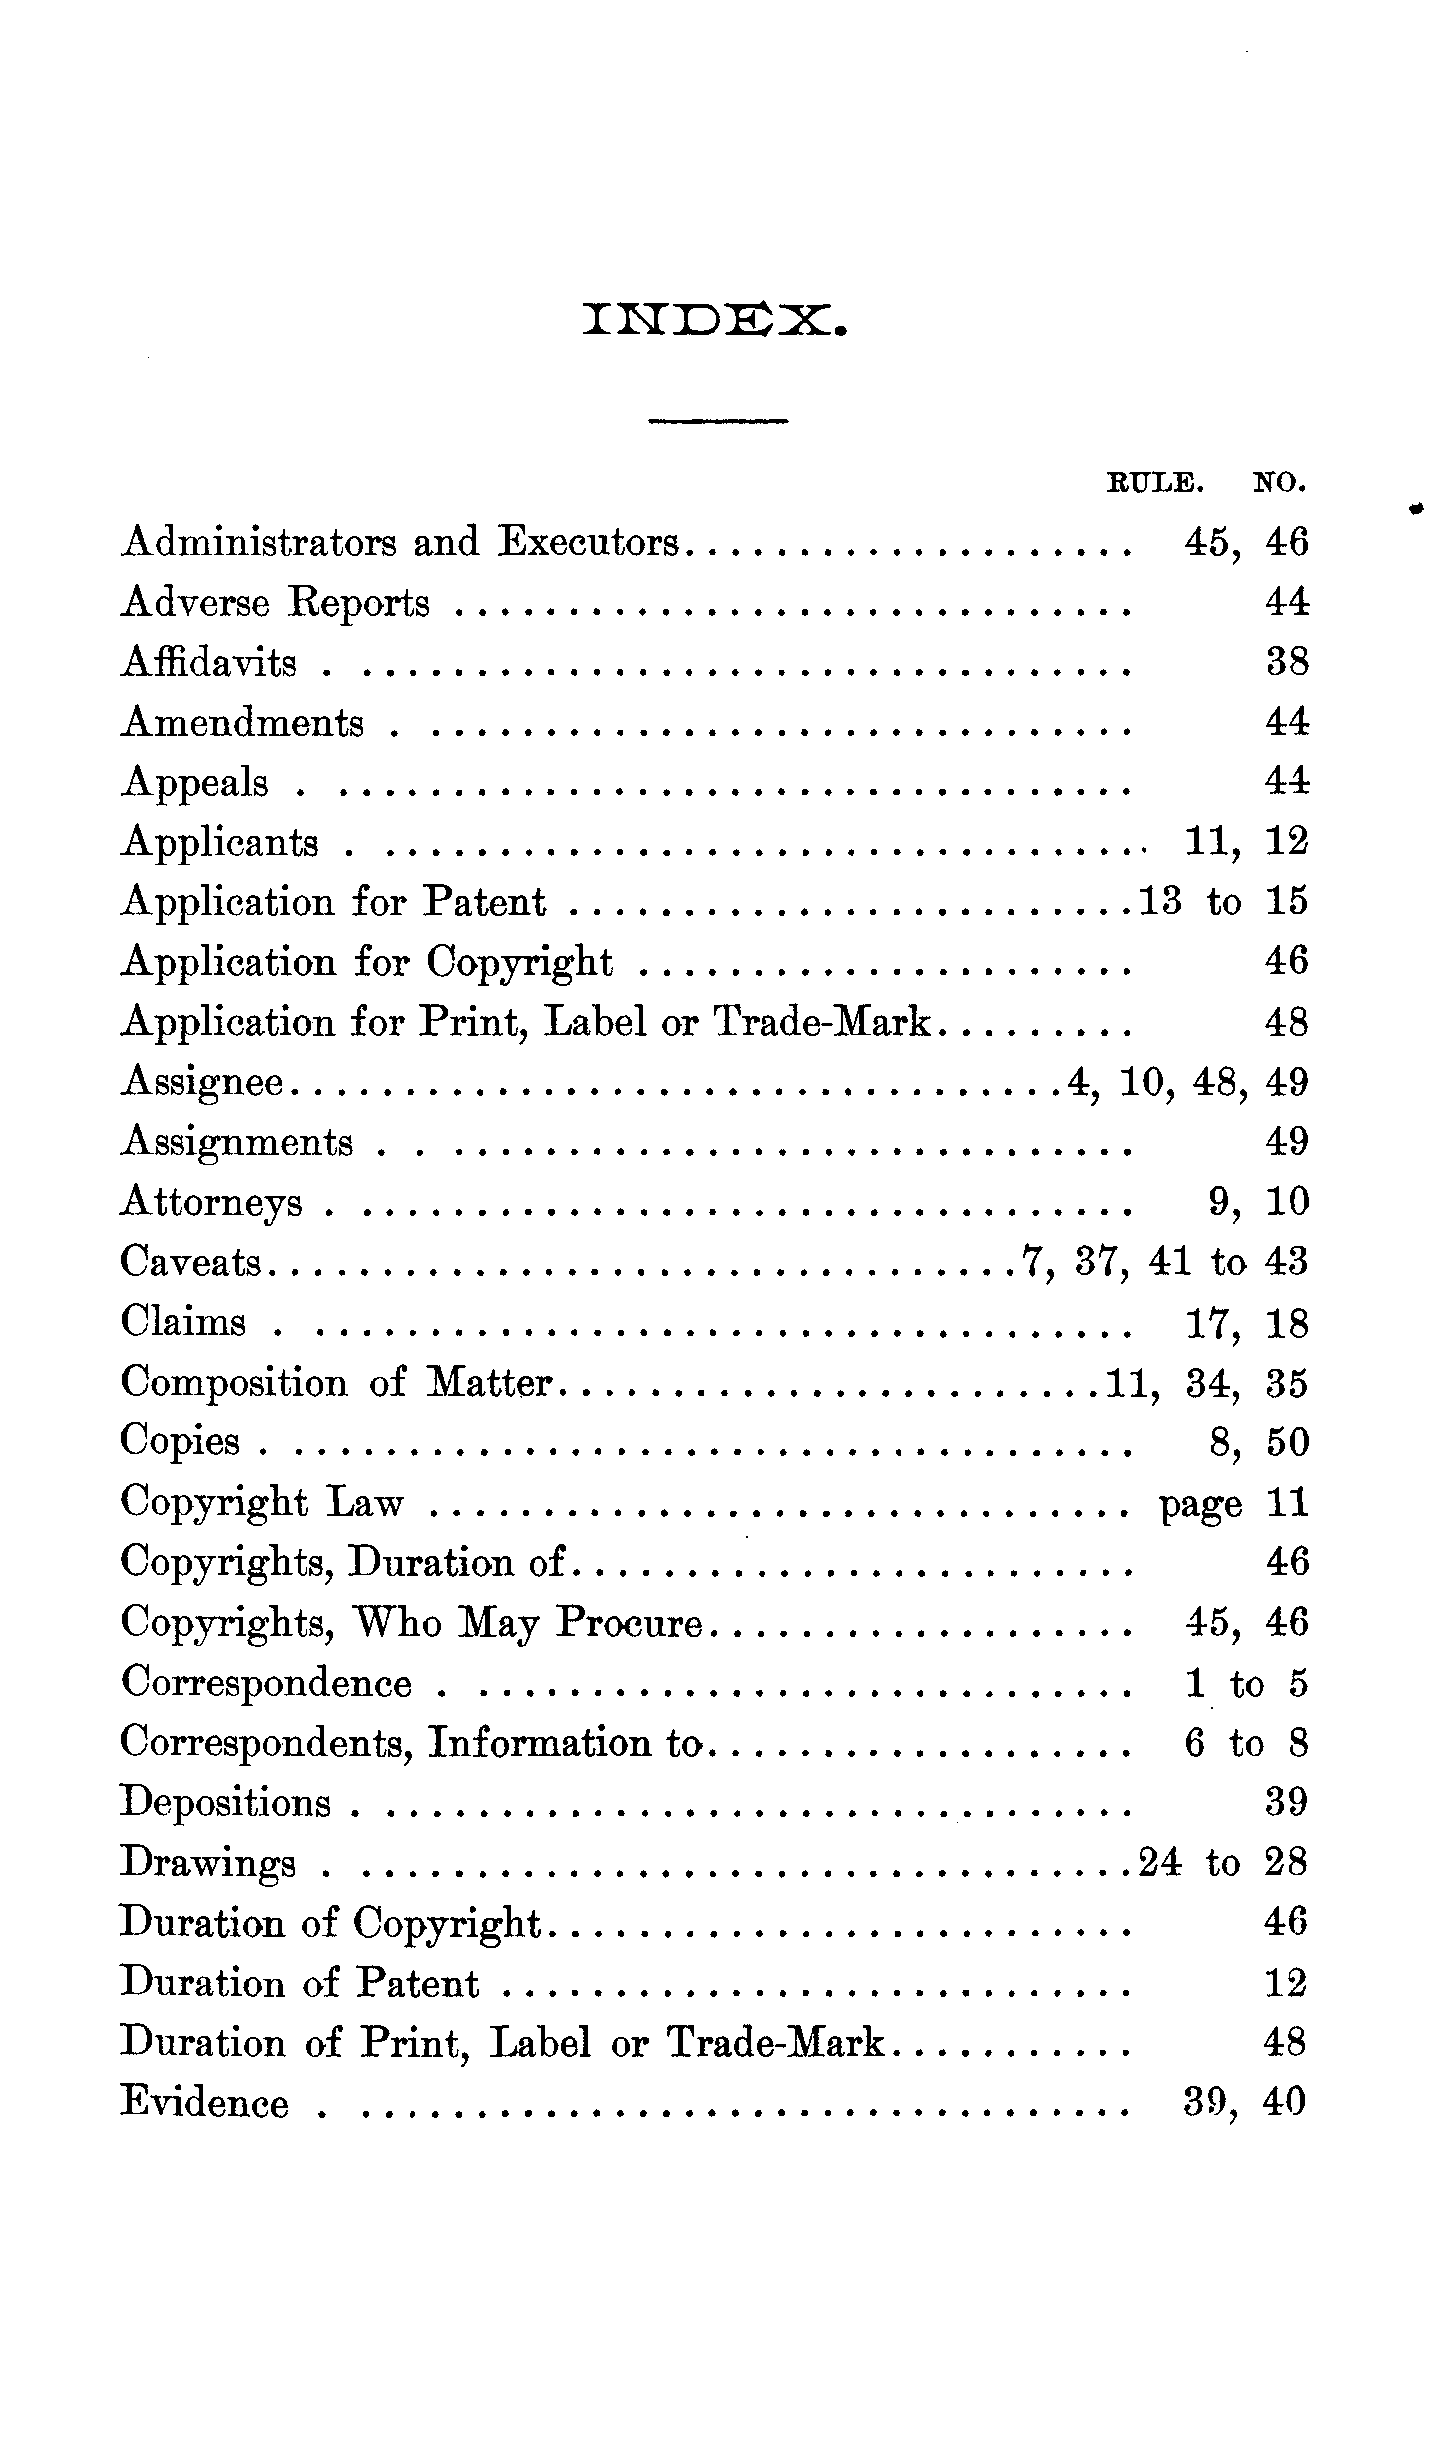 INDEX.
RULE. NO.
Administrators and Executors.................... 45, 46
Adverse Reports .............................. 44
Affidavits . .................................. 38
Amendments . ............................... 44
Appeals . ................................... 44
Applicants . .................................. 11, 12
Application for Patent .........................13 to 15
Application for Copyright ...................... 46
Application for Print, Label or Trade-Mark......... 48
Assignee..................................4, 10, 48, 49
Assignments . . .............................. 49
Attorneys . .................................. 9, 10
Caveats.................................7, 37, 41 to 43
Claims . .................................... 17, 18
Composition of Matter........................11, 34, 35
Copies . ..................................... 8, 50
Copyright Law ............................... page 11
Copyrights, Duration of......................... 46
Copyrights, Who May Procure................... 45, 46
Correspondence . ............................. 1 to 5
Correspondents, Information to................... 6 to 8
Depositions . ................................. 39
Drawings . ..................................24 to 28
Duration of Copyright.......................... 46
Duration of Patent ............................ 12
Duration of Print, Label or Trade-Mark........... 48
Evidence . .................................. 39, 40